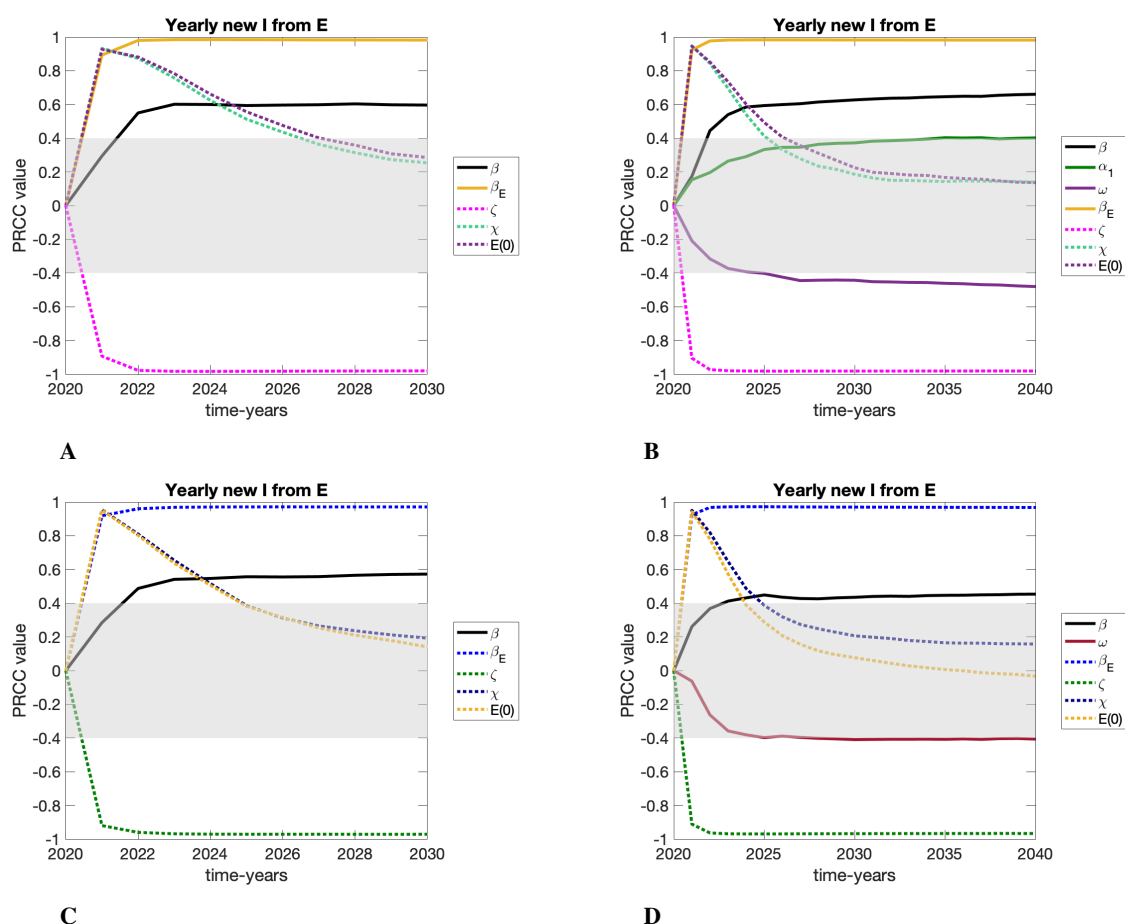 Yearly new I from E
PRCC value
1
0.8
0.6
0.4
0.2
0
-0.2
-0.4
-0.6
-0.8
-1
2020 2022 2024 2026 2028 2030
time-years
β
β_E
ζ
χ
E(0)
A
Yearly new I from E
PRCC value
1
0.8
0.6
0.4
0.2
0
-0.2
-0.4
-0.6
-0.8
-1
2020 2025 2030 2035 2040
time-years
β
α_1
ω
β_E
ζ
χ
E(0)
B
Yearly new I from E
PRCC value
1
0.8
0.6
0.4
0.2
0
-0.2
-0.4
-0.6
-0.8
-1
2020 2022 2024 2026 2028 2030
time-years
β
β_E
ζ
χ
E(0)
C
Yearly new I from E
PRCC value
1
0.8
0.6
0.4
0.2
0
-0.2
-0.4
-0.6
-0.8
-1
2020 2025 2030 2035 2040
time-years
β
ω
β_E
ζ
χ
E(0)
D